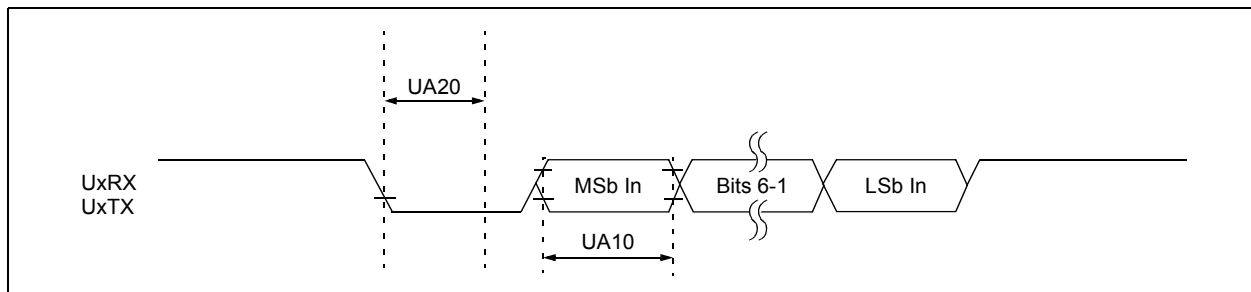 UA20
UxRX
UxTX
MSb In
Bits 6-1
LSb In
UA10